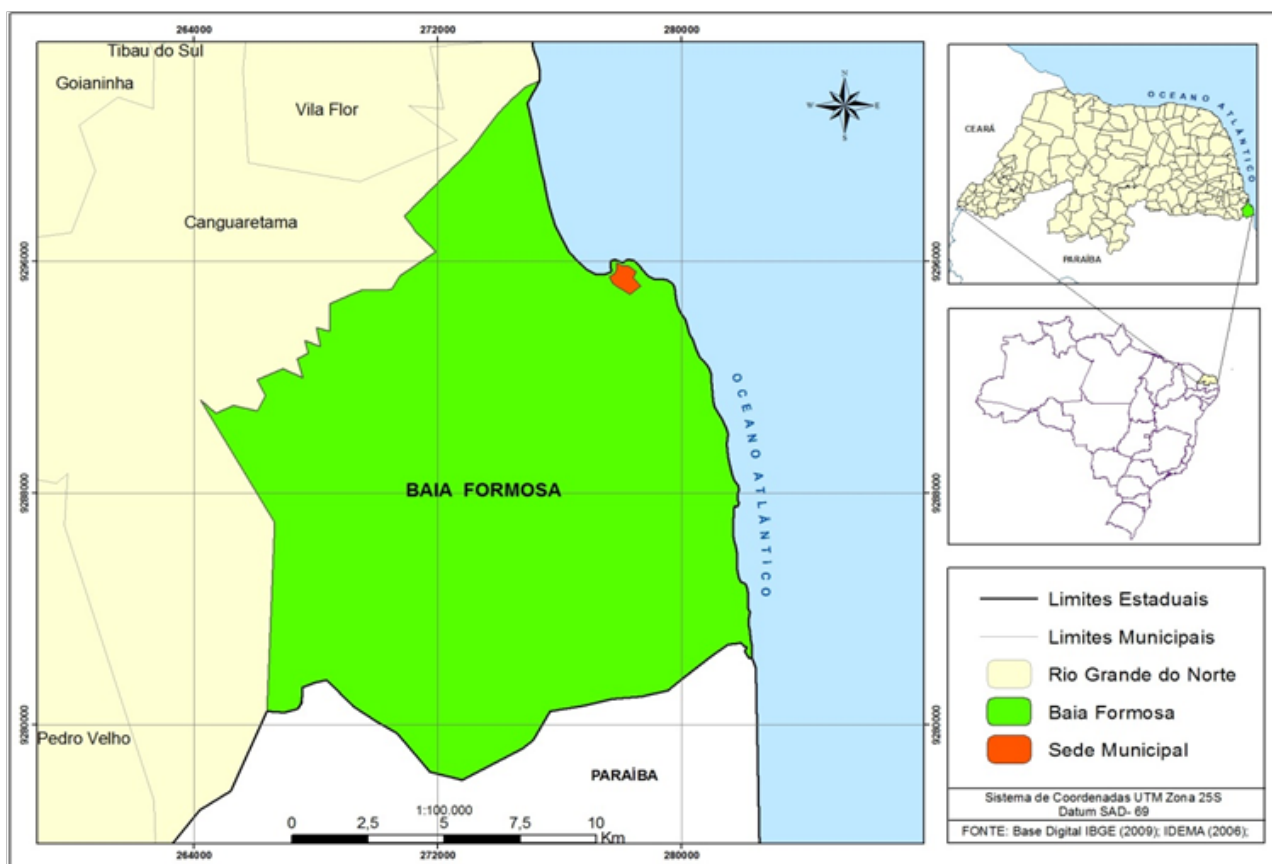 264000
272000
280000
Tibau do Sul
Goianinha
Vila Flor
Canguaretama
N
W
E
S
9296000
9296000
OCEANO ATLÂNTICO
BAIA FORMOSA
9288000
9288000
9280000
9280000
Pedro Velho
PARAÍBA
1:100.000
0 2,5 5 7,5 10
Km
264000
272000
280000
OCEANO ATLÂNTICO
CEARÁ
PARAÍBA
Limites Estaduais
Limites Municipais
Rio Grande do Norte
Baia Formosa
Sede Municipal
Sistema de Coordenadas UTM Zona 25S
Datum SAD- 69
FONTE: Base Digital IBGE (2009); IDEMA (2006);